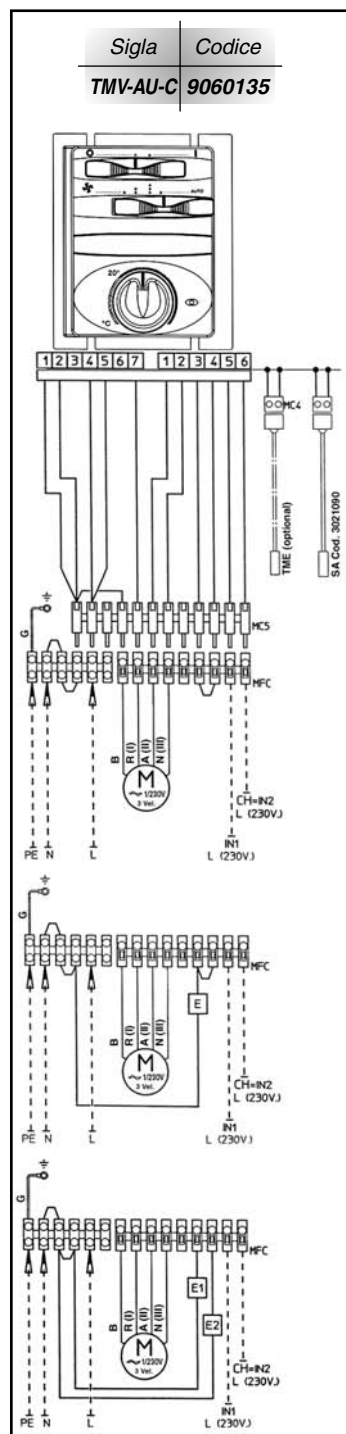 Sigla Codice
TMV-AU-C 9060135
O I
AUTO
20°
°C
1 2 3 4 5 6 7 1 2 3 4 5 6
MC4
TME (optional)
SA Cod. 3021090
MC5
G
MFC
B R (I) A (II) N (III)
M
~ 1/230V
3 Vel.
CH=IN2
L (230V.)
PE N L
IN1
L (230V.)
G
MFC
E
B R (I) A (II) N (III)
M
~ 1/230V
3 Vel.
CH=IN2
L (230V.)
PE N L
IN1
L (230V.)
G
MFC
E1
E2
B R (I) A (II) N (III)
M
~ 1/230V
3 Vel.
CH=IN2
L (230V.)
PE N L
IN1
L (230V.)